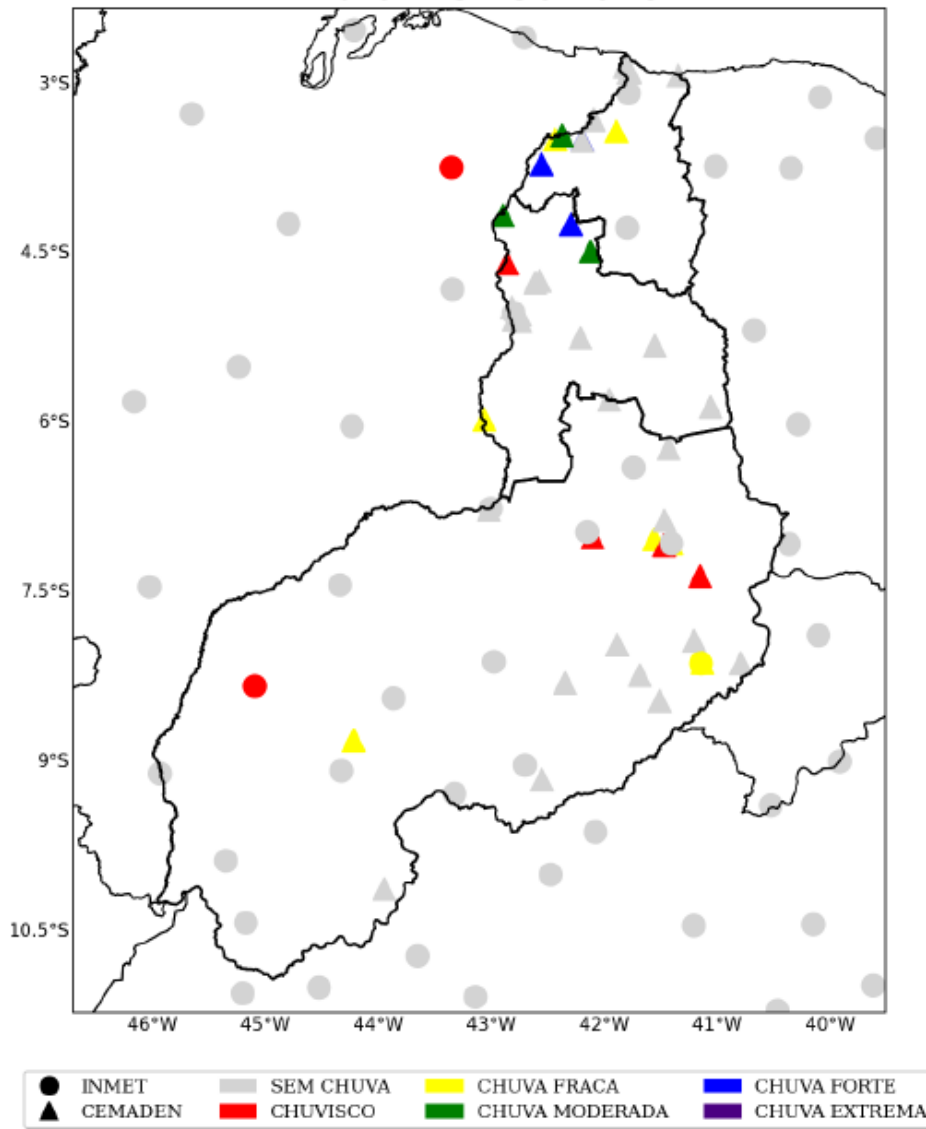 3°S
4.5°S
6°S
7.5°S
9°S
10.5°S
46°W 45°W 44°W 43°W 42°W 41°W 40°W
INMET SEM CHUVA CHUVA FRACA CHUVA FORTE
CEMADEN CHUVISCO CHUVA MODERADA CHUVA EXTREMA